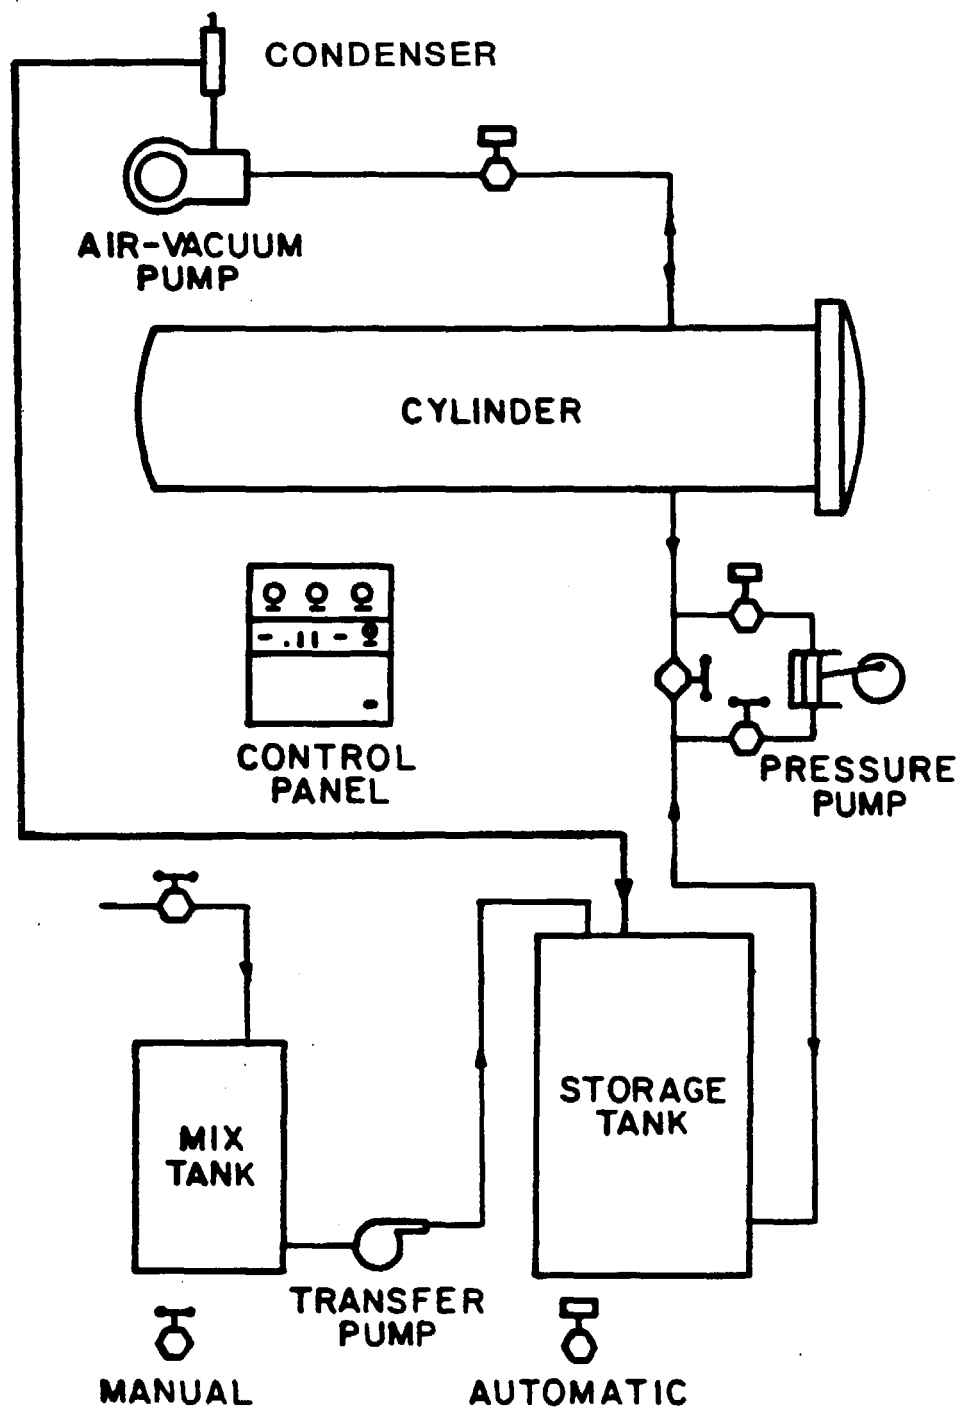 CONDENSER
AIR-VACUUM
PUMP
CYLINDER
CONTROL
PANEL
PRESSURE
PUMP
MIX
TANK
STORAGE
TANK
TRANSFER
PUMP
MANUAL
AUTOMATIC